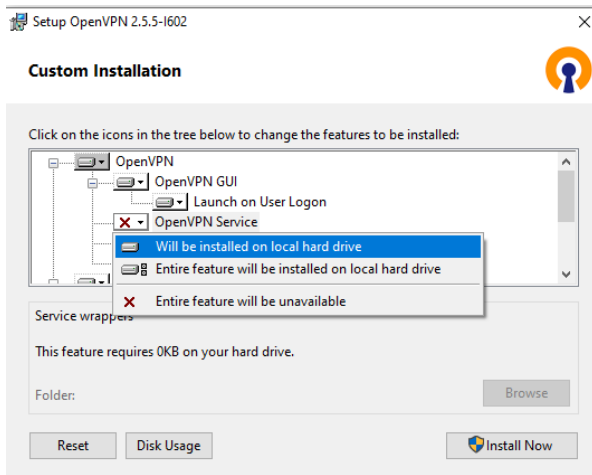 Setup OpenVPN 2.5.5-I602
Custom Installation
Click on the icons in the tree below to change the features to be installed:
OpenVPN
OpenVPN GUI
Launch on User Logon
OpenVPN Service
Will be installed on local hard drive
Entire feature will be installed on local hard drive
Entire feature will be unavailable
Service wrappers
This feature requires 0KB on your hard drive.
Folder:
Browse
Reset
Disk Usage
Install Now